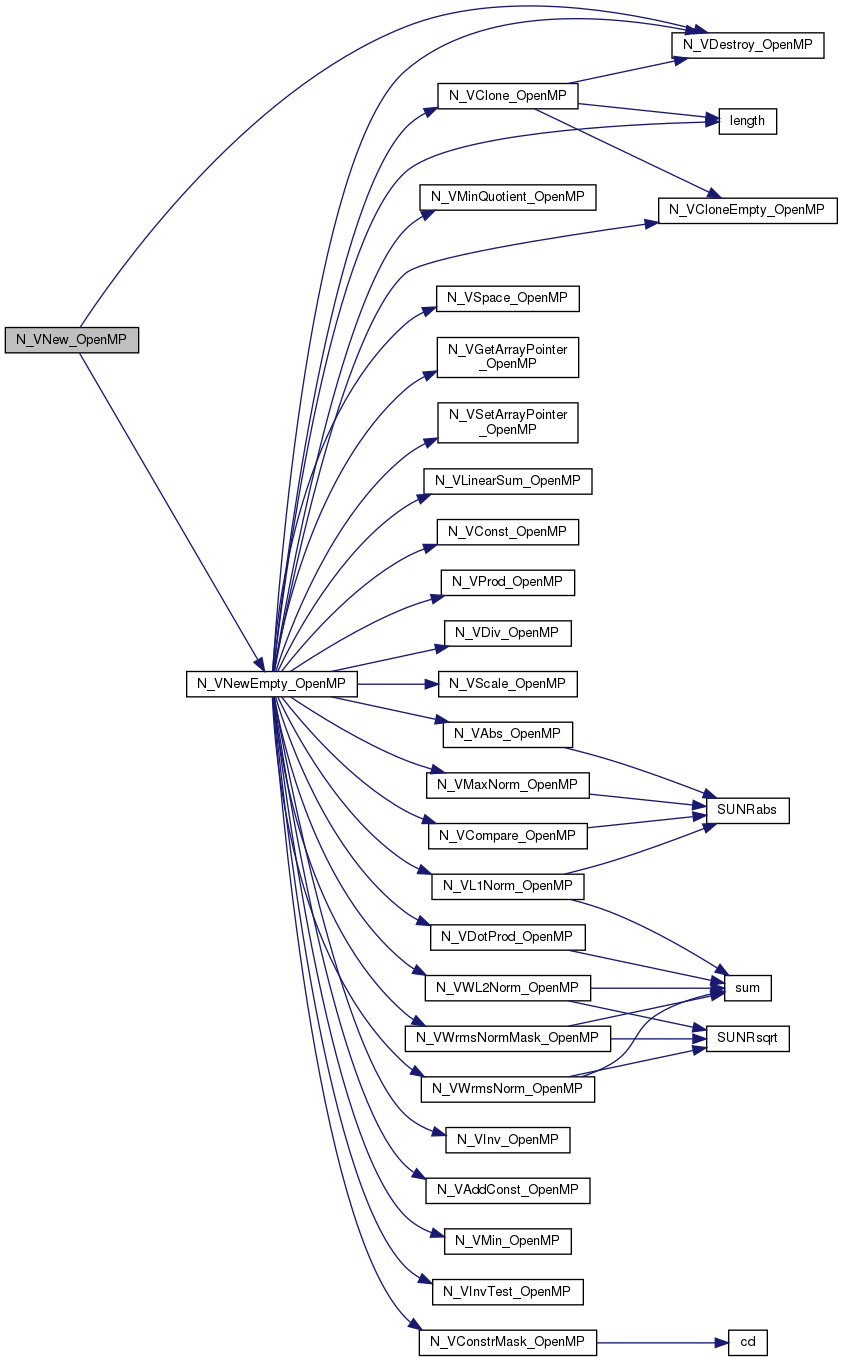 N_VDestroy_OpenMP
N_VClone_OpenMP
length
N_VMinQuotient_OpenMP
N_VCloneEmpty_OpenMP
N_VSpace_OpenMP
N_VNew_OpenMP
N_VGetArrayPointer
_OpenMP
N_VSetArrayPointer
_OpenMP
N_VLinearSum_OpenMP
N_VConst_OpenMP
N_VProd_OpenMP
N_VDiv_OpenMP
N_VNewEmpty_OpenMP
N_VScale_OpenMP
N_VAbs_OpenMP
N_VMaxNorm_OpenMP
SUNRabs
N_VCompare_OpenMP
N_VL1Norm_OpenMP
N_VDotProd_OpenMP
N_VWL2Norm_OpenMP
sum
N_VWrmsNormMask_OpenMP
SUNRsqrt
N_VWrmsNorm_OpenMP
N_VInv_OpenMP
N_VAddConst_OpenMP
N_VMin_OpenMP
N_VInvTest_OpenMP
N_VConstrMask_OpenMP
cd